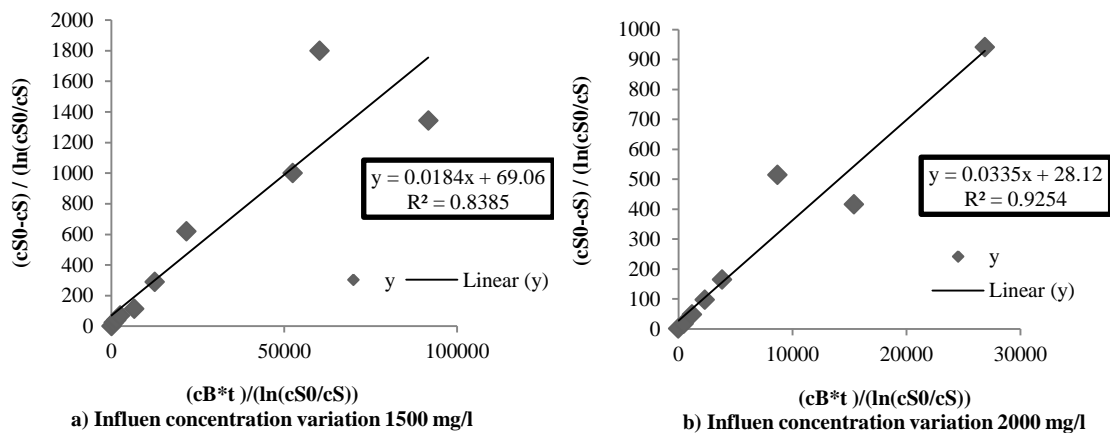 (cS0-cS) / (ln(cS0/cS)
2000
1800
1600
1400
1200
1000
800
600
400
200
0
y = 0.0184x + 69.06
R² = 0.8385
y
Linear (y)
0
50000
100000
(cB*t )/(ln(cS0/cS))
a) Influen concentration variation 1500 mg/l
(cS0-cS) / (ln(cS0/cS)
1000
900
800
700
600
500
400
300
200
100
0
y = 0.0335x + 28.12
R² = 0.9254
y
Linear (y)
0
10000
20000
30000
(cB*t )/(ln(cS0/cS))
b) Influen concentration variation 2000 mg/l